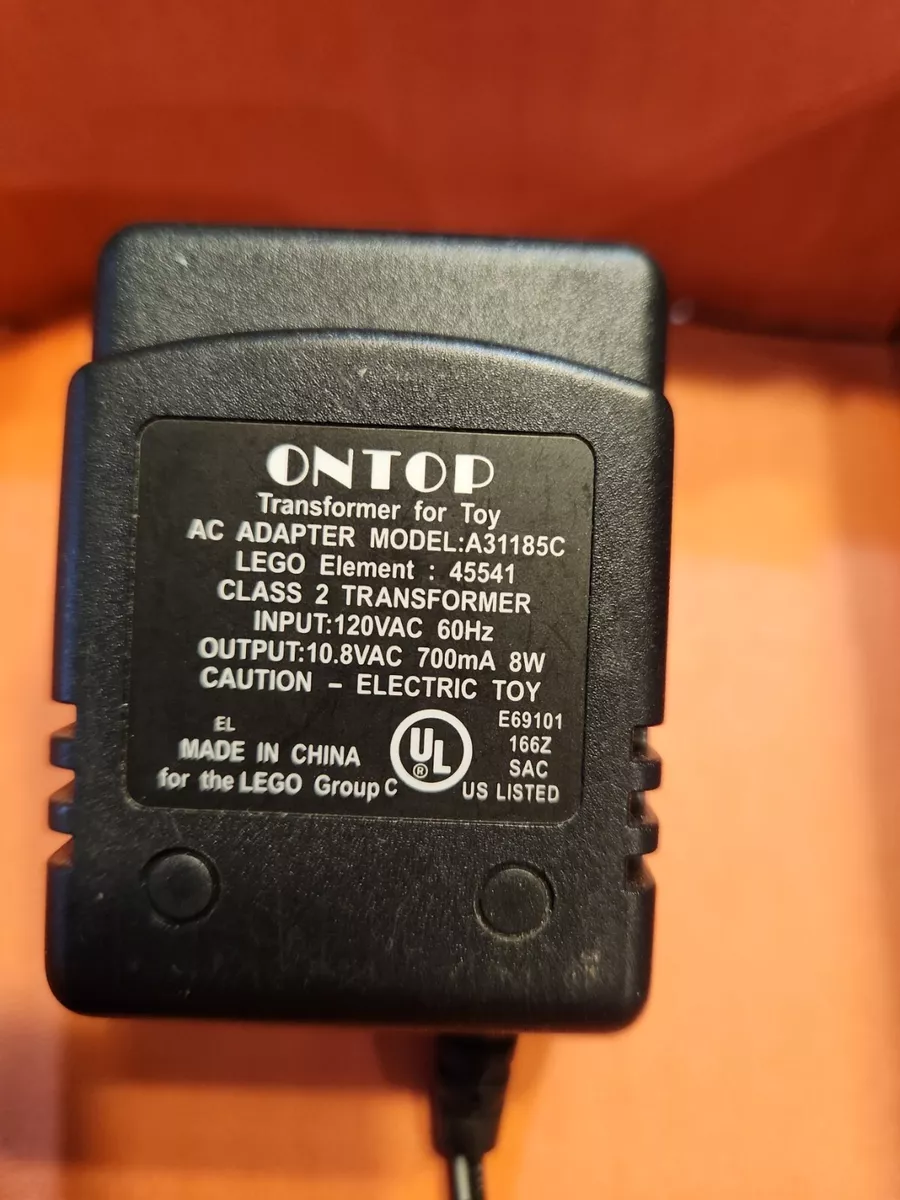 ONTOP
Transformer for Toy
AC ADAPTER MODEL:A31185C
LEGO Element : 45541
CLASS 2 TRANSFORMER
INPUT:120VAC 60Hz
OUTPUT:10.8VAC 700mA 8W
CAUTION – ELECTRIC TOY
EL
MADE IN CHINA
for the LEGO Group
C UL ® US LISTED
E69101
166Z
SAC